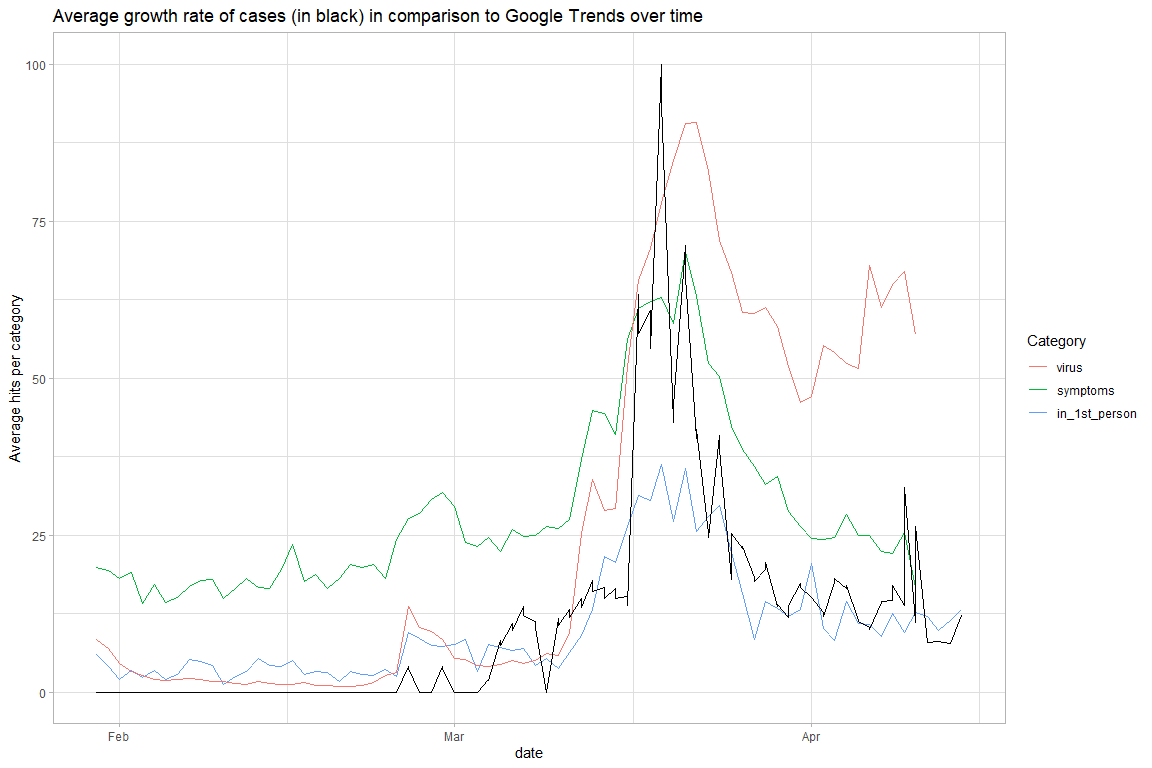 Average growth rate of cases (in black) in comparison to Google Trends over time
100
75
50
25
0
Average hits per category
Feb
Mar
Apr
date
Category
virus
symptoms
in_1st_person